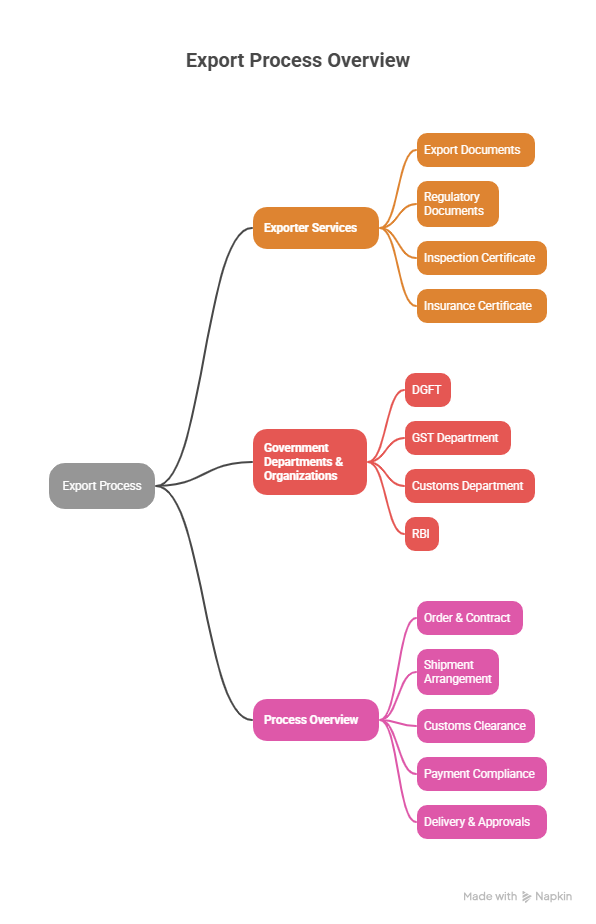 Export Process Overview
Export Documents
Regulatory
Documents
Exporter Services
Inspection Certificate
Insurance Certificate
DGFT
GST Department
Government
Departments &
Organizations
Customs Department
RBI
Export Process
Order & Contract
Shipment
Arrangement
Process Overview
Customs Clearance
Payment Compliance
Delivery & Approvals
Made with Napkin